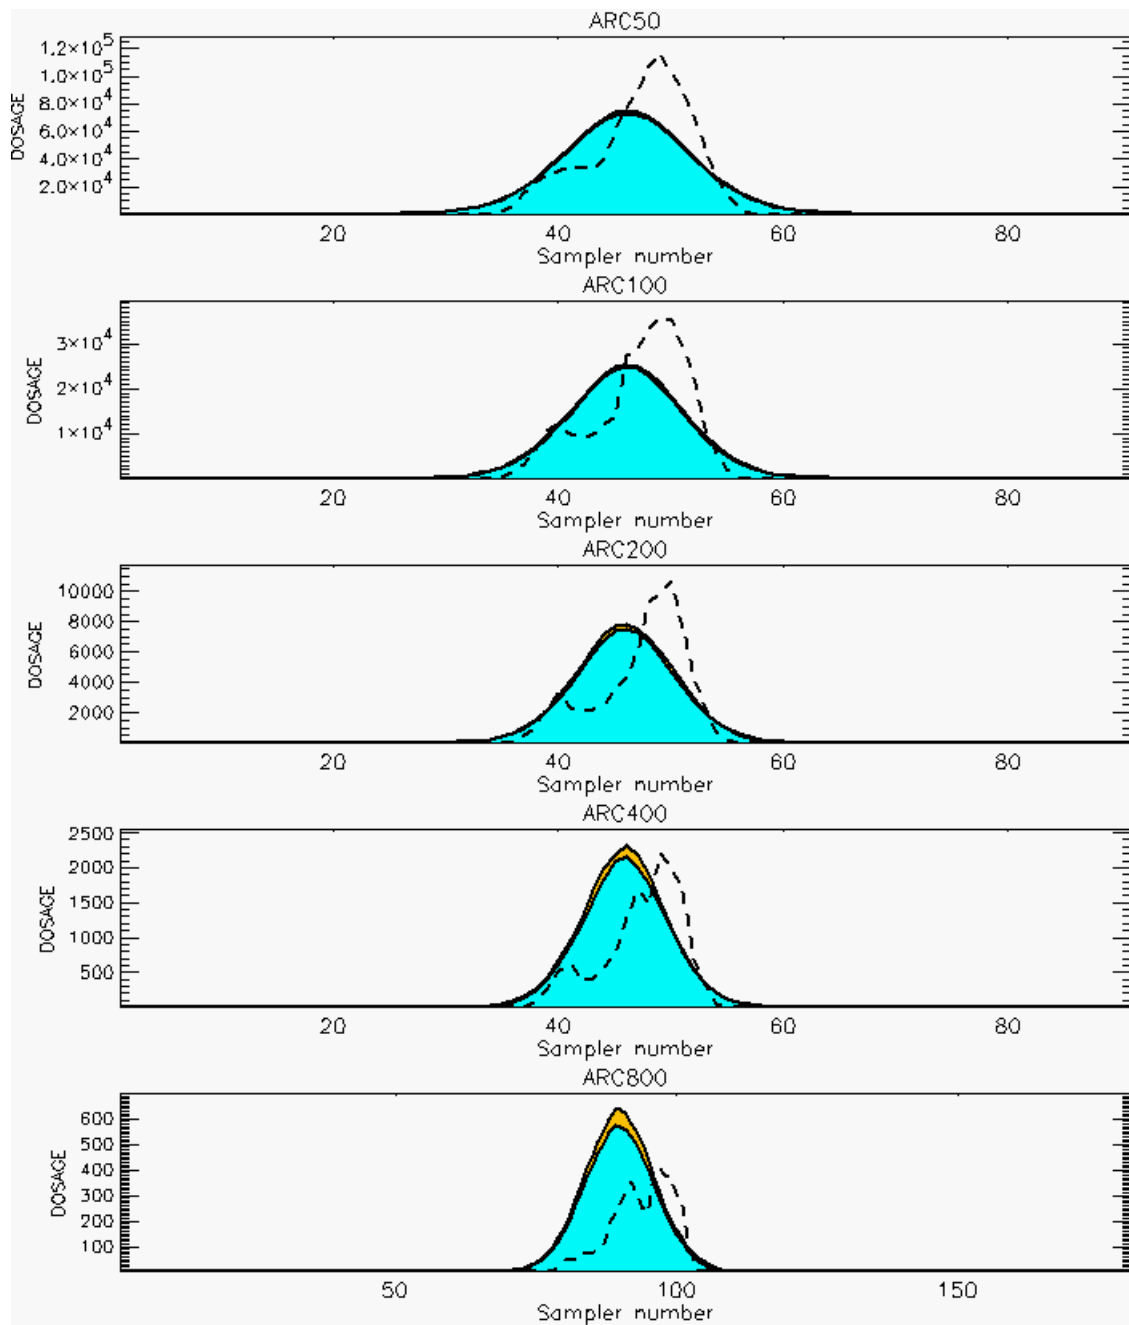 ARC50
1.2×10⁵
1.0×10⁵
8.0×10⁴
6.0×10⁴
4.0×10⁴
2.0×10⁴
DOSAGE
20 40 60 80
Sampler number
ARC100
3×10⁴
2×10⁴
1×10⁴
DOSAGE
20 40 60 80
Sampler number
ARC200
10000
8000
6000
4000
2000
DOSAGE
20 40 60 80
Sampler number
ARC400
2500
2000
1500
1000
500
DOSAGE
20 40 60 80
Sampler number
ARC800
600
500
400
300
200
100
DOSAGE
50 100 150
Sampler number